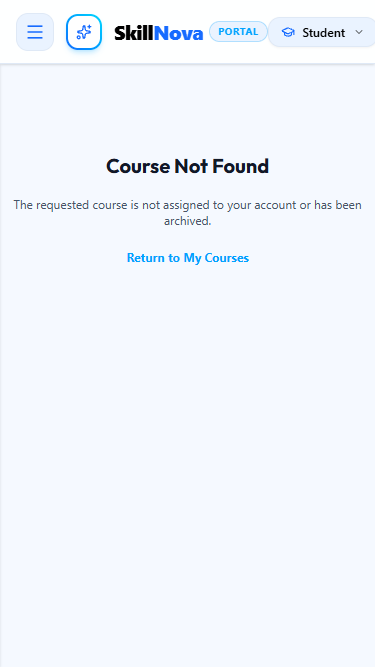 SkillNova PORTAL Student
Course Not Found
The requested course is not assigned to your account or has been
archived.
Return to My Courses